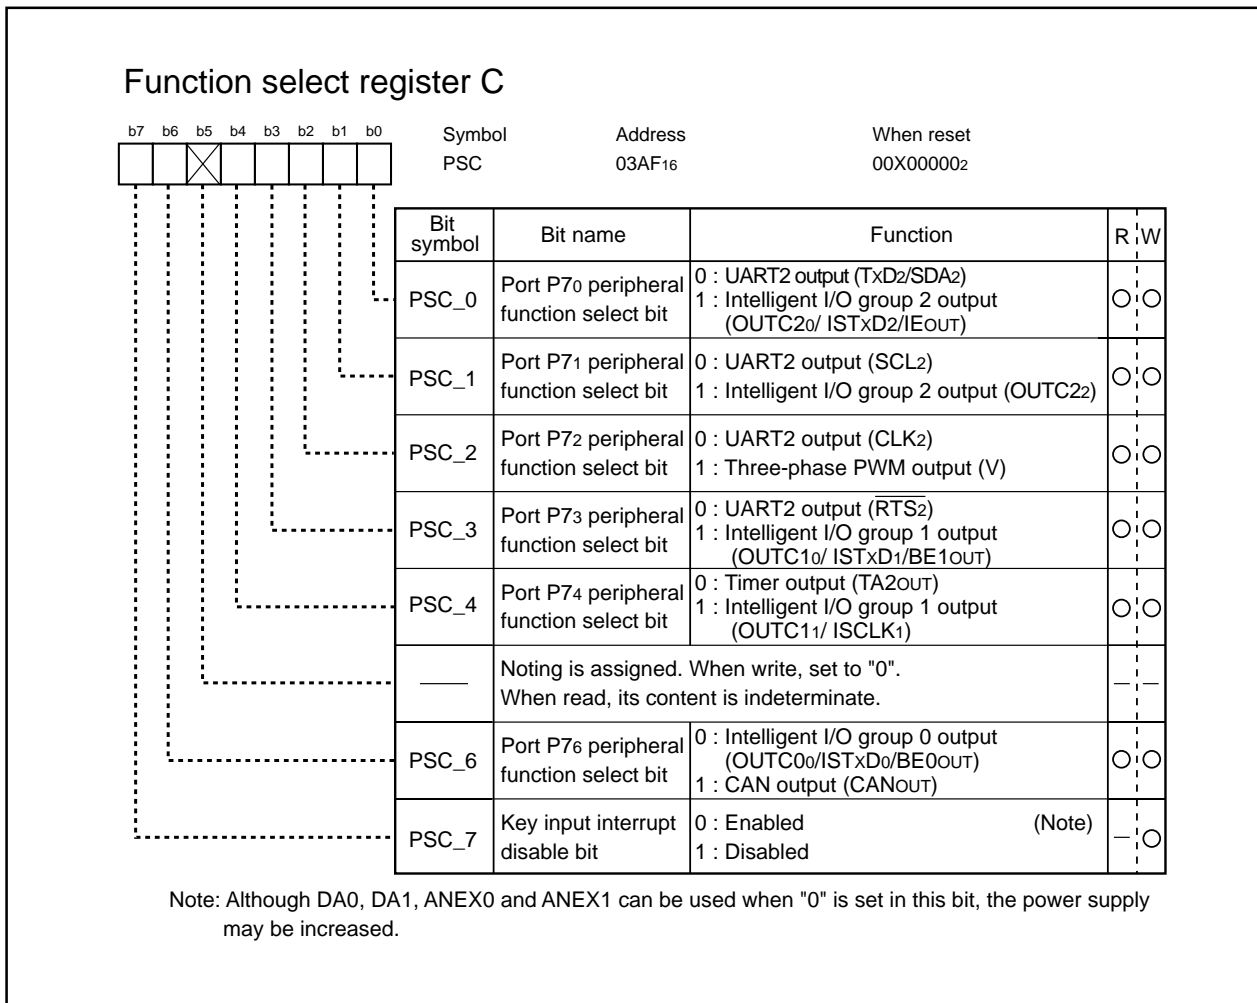 Function select register C
b7 b6 b5 b4 b3 b2 b1 b0
Symbol Address When reset
PSC 03AF16 00X000002
Bit symbol Bit name Function R W
PSC_0 Port P70 peripheral function select bit
0 : UART2 output (TxD2/SDA2)
1 : Intelligent I/O group 2 output
(OUTC20/ ISTxD2/IEOUT)
PSC_1 Port P71 peripheral function select bit
0 : UART2 output (SCL2)
1 : Intelligent I/O group 2 output (OUTC22)
PSC_2 Port P72 peripheral function select bit
0 : UART2 output (CLK2)
1 : Three-phase PWM output (V)
PSC_3 Port P73 peripheral function select bit
0 : UART2 output (RTS2)
1 : Intelligent I/O group 1 output
(OUTC10/ ISTxD1/BE1OUT)
PSC_4 Port P74 peripheral function select bit
0 : Timer output (TA2OUT)
1 : Intelligent I/O group 1 output
(OUTC11/ ISCLK1)
Noting is assigned. When write, set to "0".
When read, its content is indeterminate.
PSC_6 Port P76 peripheral function select bit
0 : Intelligent I/O group 0 output
(OUTC00/ISTxD0/BE0OUT)
1 : CAN output (CANOUT)
PSC_7 Key input interrupt disable bit
0 : Enabled (Note)
1 : Disabled
Note: Although DA0, DA1, ANEX0 and ANEX1 can be used when "0" is set in this bit, the power supply
may be increased.